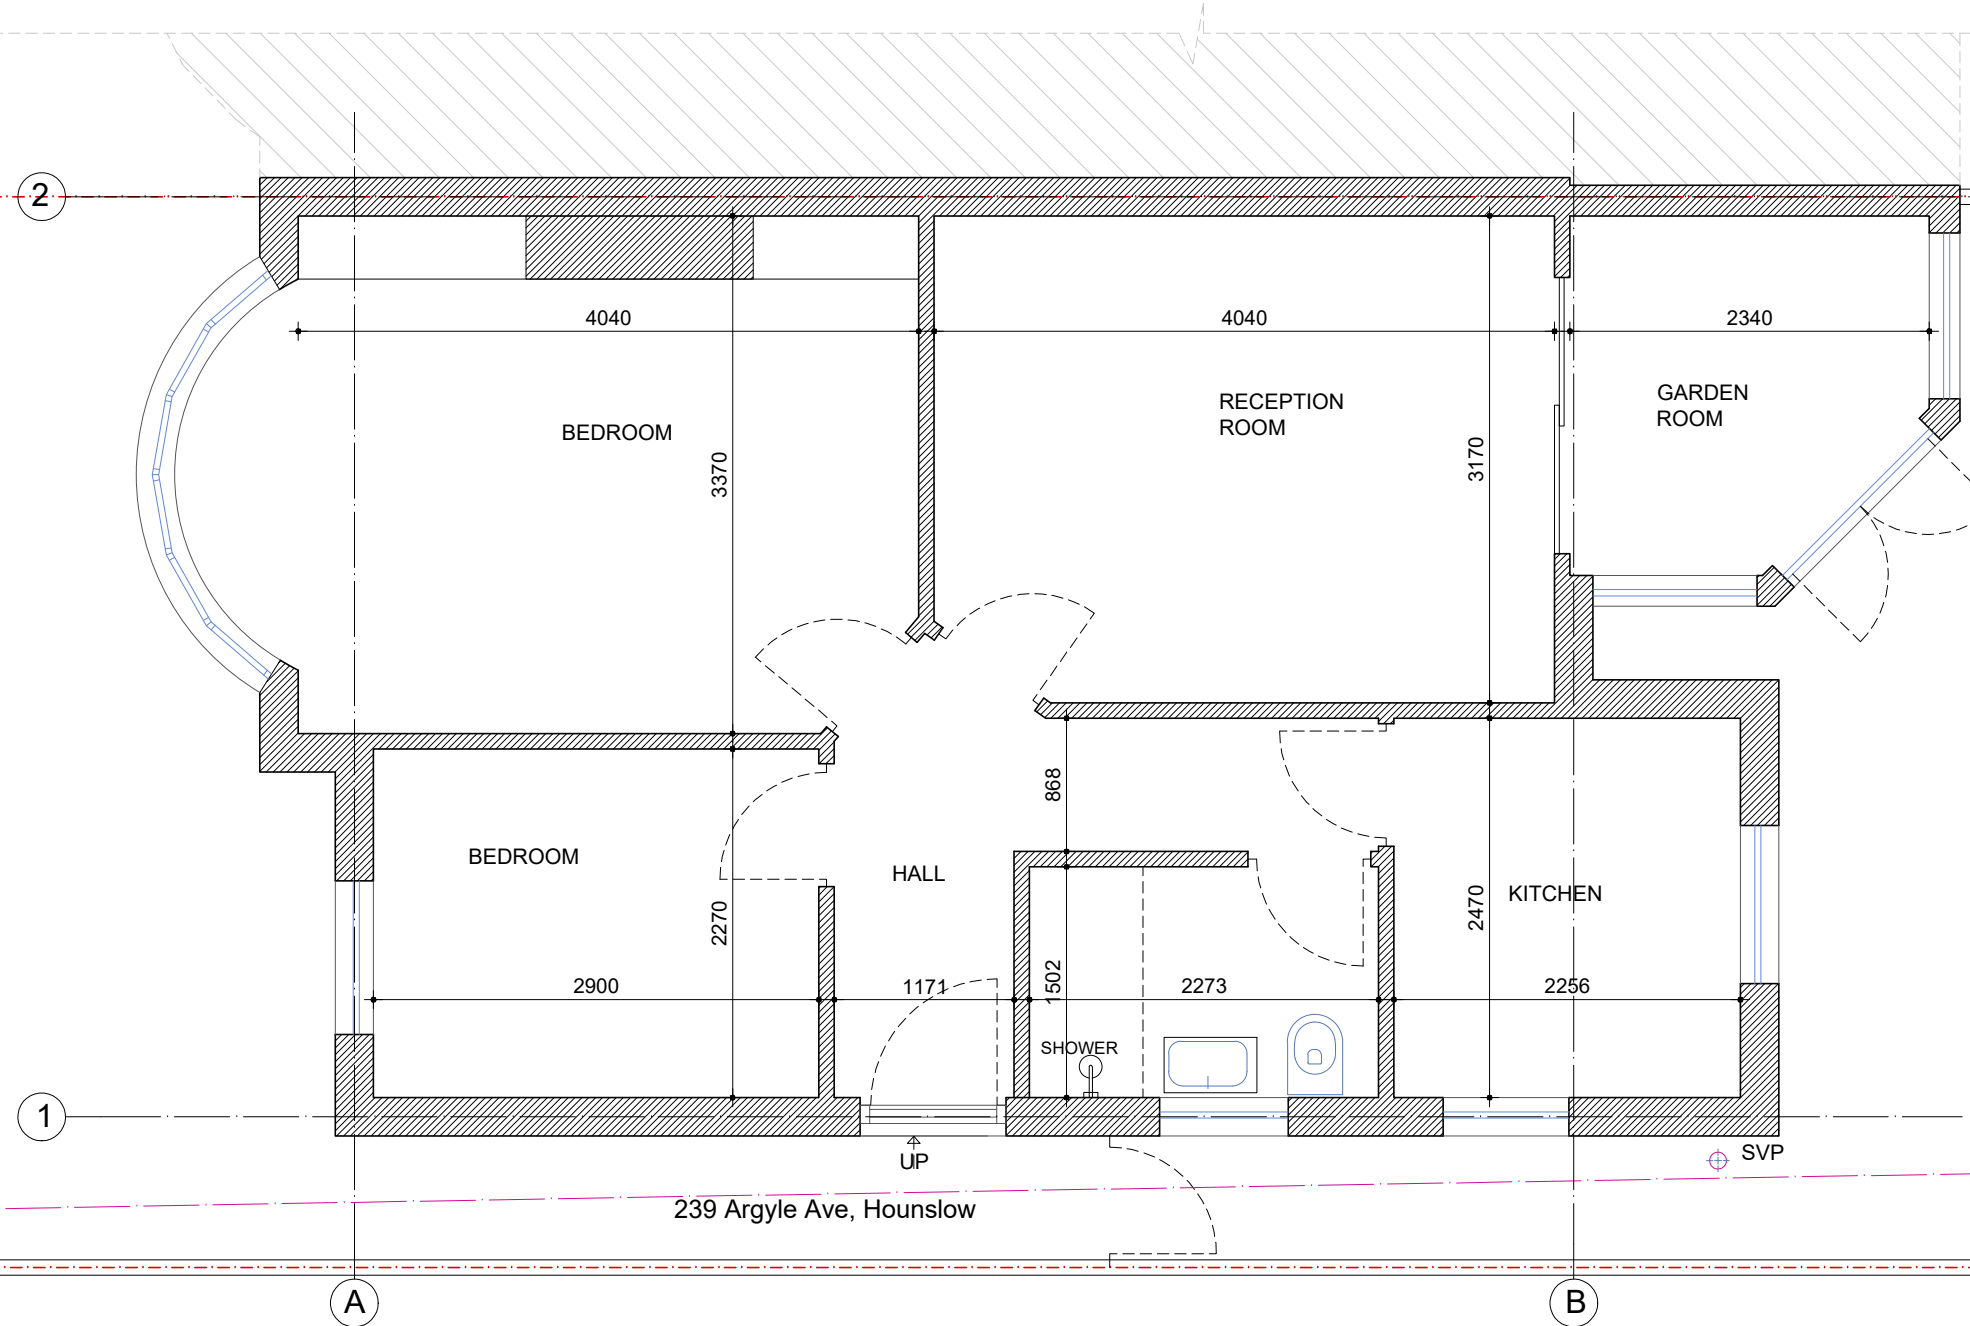 2
4040
4040
2340
BEDROOM
RECEPTION
ROOM
GARDEN
ROOM
3370
3170
868
BEDROOM
HALL
KITCHEN
2270
2470
1502
2900
1171
2273
2256
SHOWER
1
UP
SVP
239 Argyle Ave, Hounslow
A
B